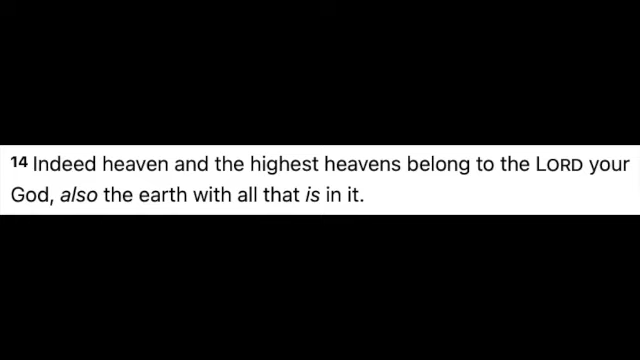 14 Indeed heaven and the highest heavens belong to the LORD your
God, also the earth with all that is in it.